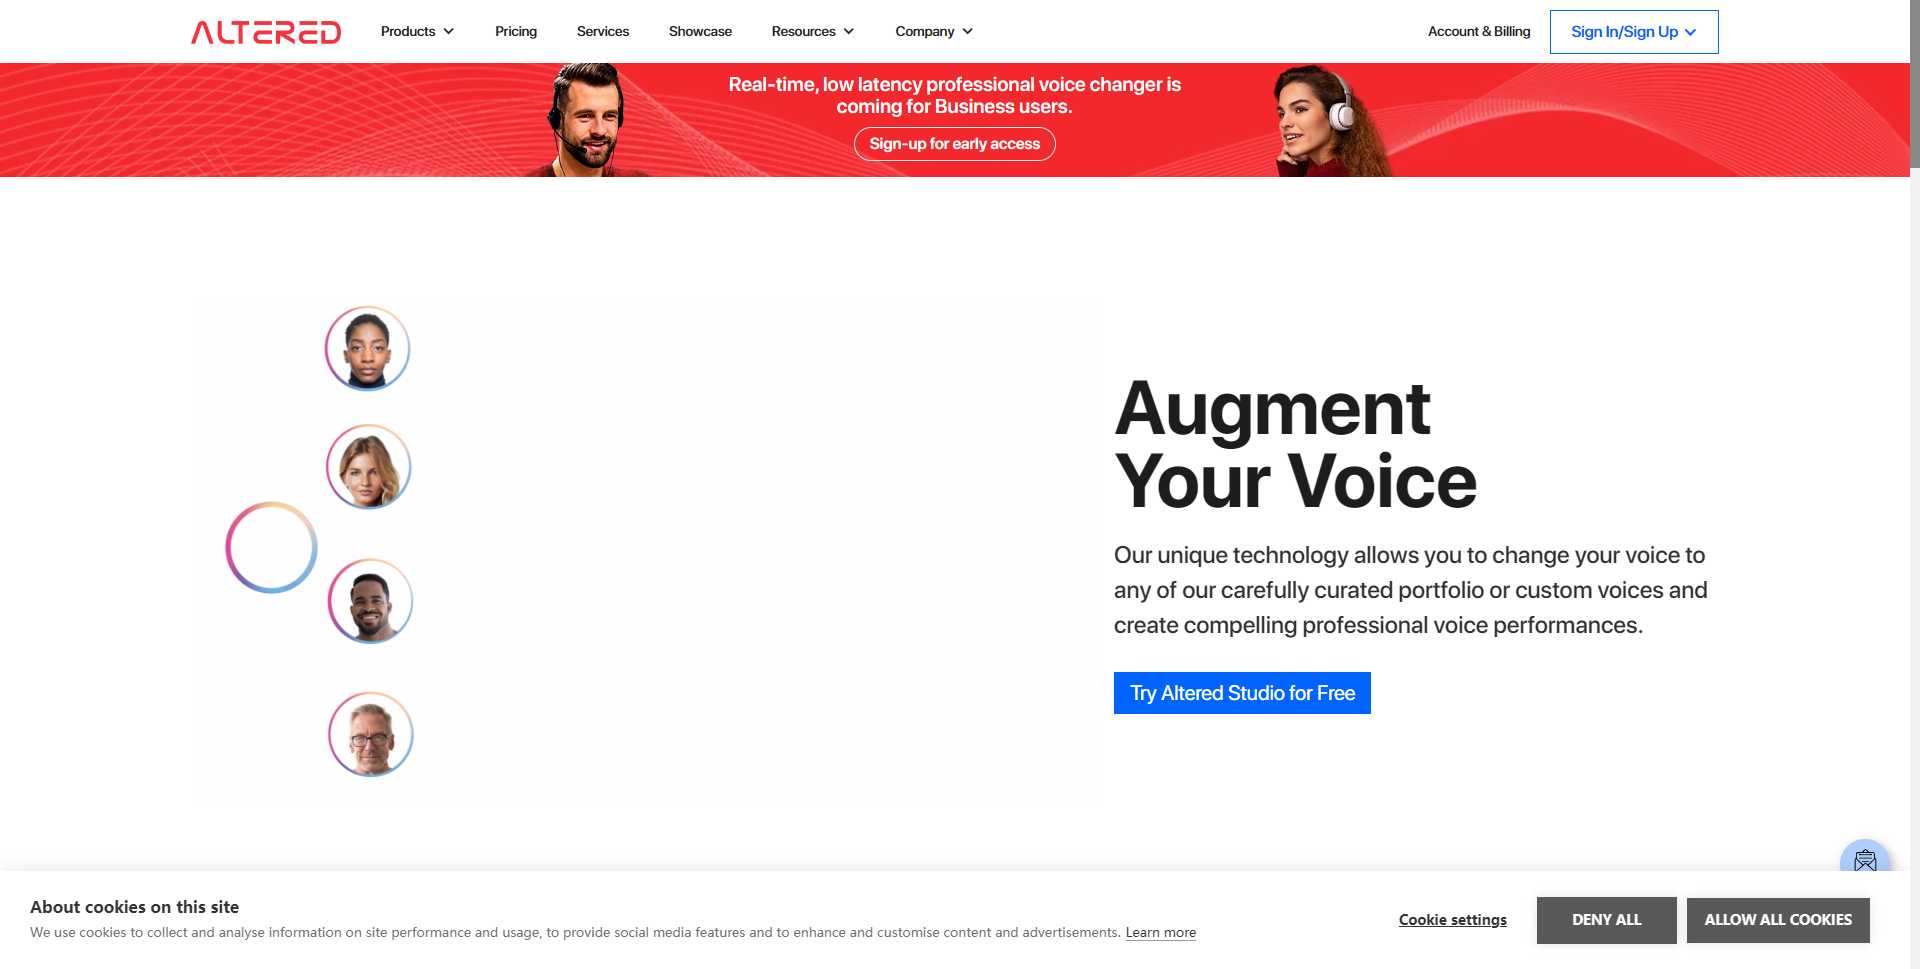 ALTERED
Products
Pricing
Services
Showcase
Resources
Company
Account & Billing
Sign In/Sign Up
Real-time, low latency professional voice changer is
coming for Business users.
Sign-up for early access
Augment
Your Voice
Our unique technology allows you to change your voice to
any of our carefully curated portfolio or custom voices and
create compelling professional voice performances.
Try Altered Studio for Free
About cookies on this site
We use cookies to collect and analyse information on site performance and usage, to provide social media features and to enhance and customise content and advertisements. Learn more
Cookie settings
DENY ALL
ALLOW ALL COOKIES